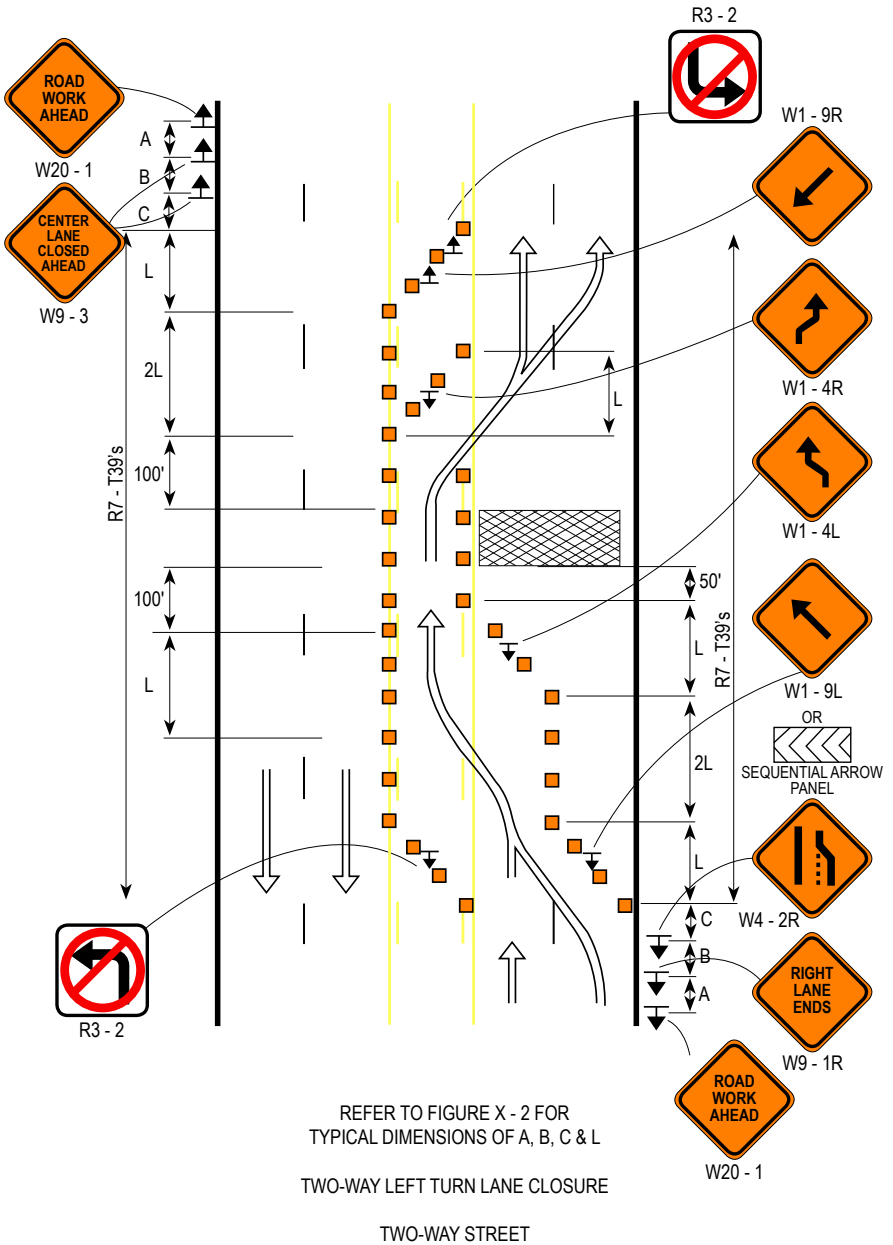 R3 - 2
ROAD
WORK
AHEAD
W20 - 1
CENTER
LANE
CLOSED
AHEAD
W9 - 3
A
B
C
L
2L
100'
R7 - T39's
100'
L
R3 - 2
W1 - 9R
W1 - 4R
L
W1 - 4L
50'
L
R7 - T39's
W1 - 9L
OR
SEQUENTIAL ARROW
PANEL
2L
L
W4 - 2R
C
B
A
RIGHT
LANE
ENDS
W9 - 1R
ROAD
WORK
AHEAD
W20 - 1
REFER TO FIGURE X - 2 FOR
TYPICAL DIMENSIONS OF A, B, C & L
TWO-WAY LEFT TURN LANE CLOSURE
TWO-WAY STREET